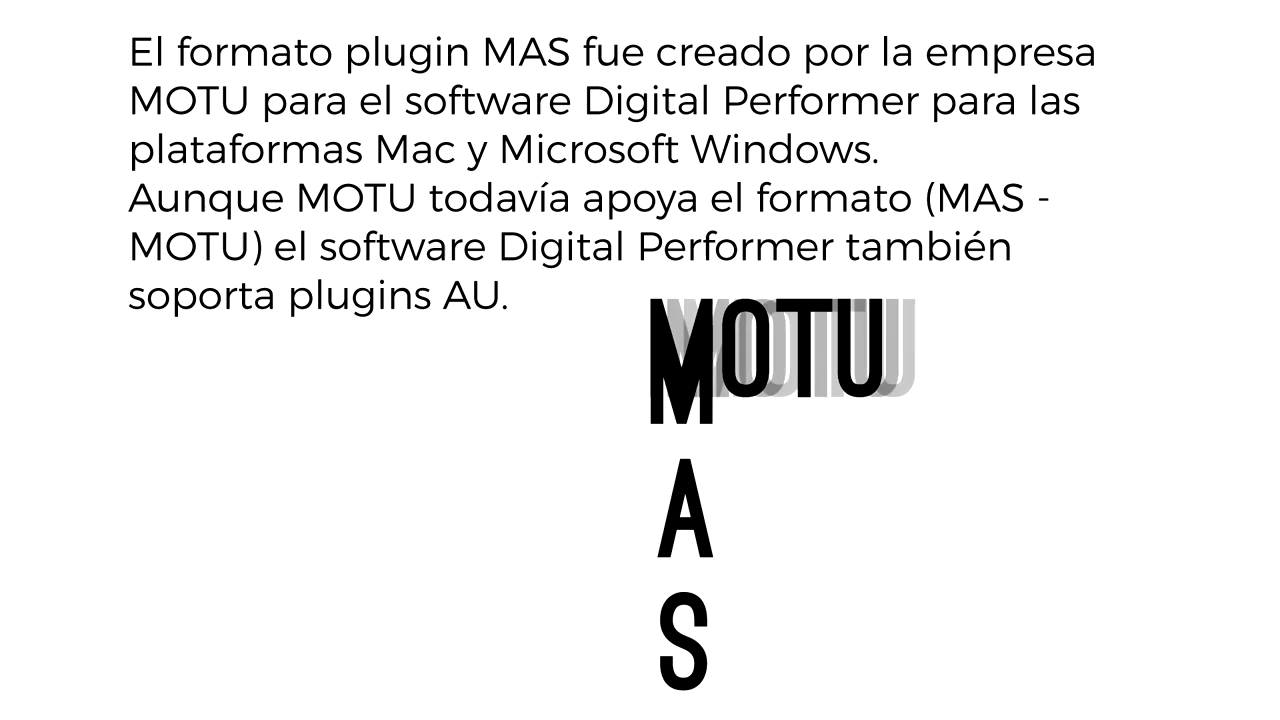 El formato plugin MAS fue creado por la empresa
MOTU para el software Digital Performer para las
plataformas Mac y Microsoft Windows.
Aunque MOTU todavía apoya el formato (MAS -
MOTU) el software Digital Performer también
soporta plugins AU.
MOTU
A
S